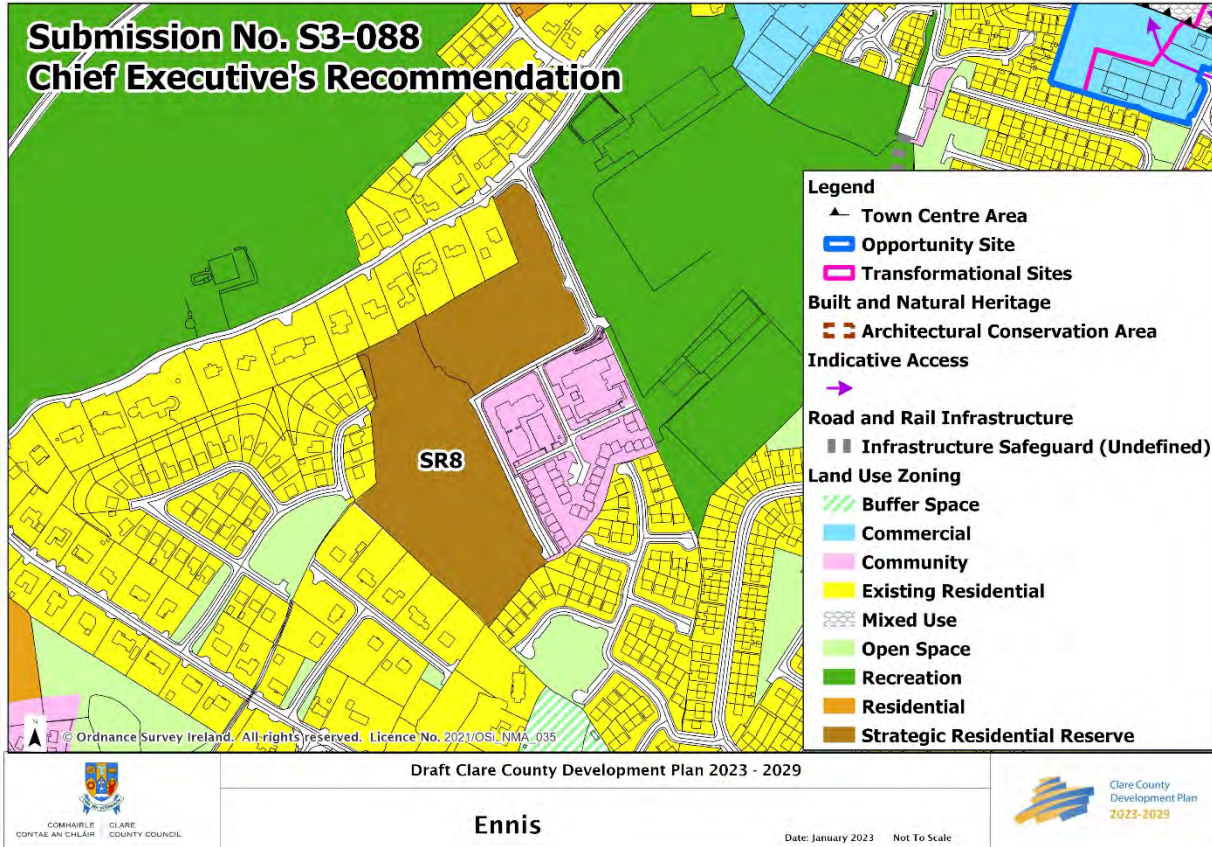 Submission No. S3-088
Chief Executive's Recommendation
SR8
Legend
Town Centre Area
Opportunity Site
Transformational Sites
Built and Natural Heritage
Architectural Conservation Area
Indicative Access
Road and Rail Infrastructure
Infrastructure Safeguard (Undefined)
Land Use Zoning
Buffer Space
Commercial
Community
Existing Residential
Mixed Use
Open Space
Recreation
Residential
Strategic Residential Reserve
N
© Ordnance Survey Ireland. All rights reserved. Licence No. 2021/OSi_NMA_035
COMHAIRLE CONTAE AN CHLÁIR
CLARE COUNTY COUNCIL
Draft Clare County Development Plan 2023 - 2029
Ennis
Date: January 2023 Not To Scale
Clare County
Development Plan
2023-2029